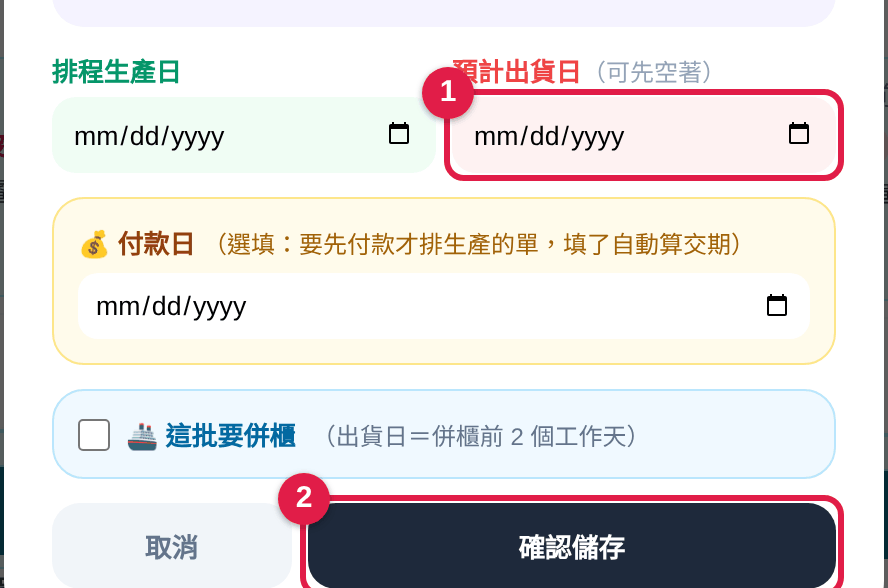 排程生產日
預計出貨日（可先空著）
1
mm/dd/yyyy
mm/dd/yyyy
💰 付款日 （選填：要先付款才排生產的單，填了自動算交期）
mm/dd/yyyy
🚢 這批要併櫃 （出貨日＝併櫃前 2 個工作天）
2
取消
確認儲存